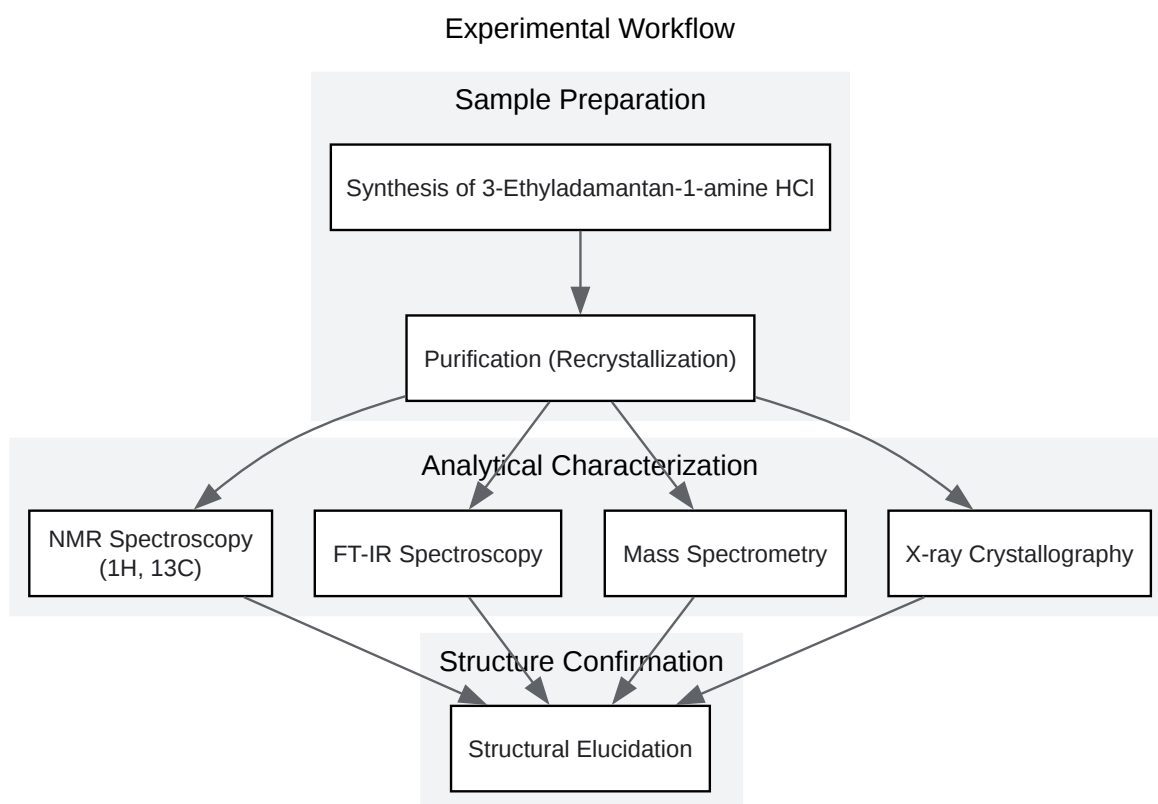 Experimental Workflow
Sample Preparation
Synthesis of 3-Ethyladamantan-1-amine HCl
Purification (Recrystallization)
Analytical Characterization
NMR Spectroscopy
(1H, 13C)
FT-IR Spectroscopy
Mass Spectrometry
X-ray Crystallography
Structure Confirmation
Structural Elucidation